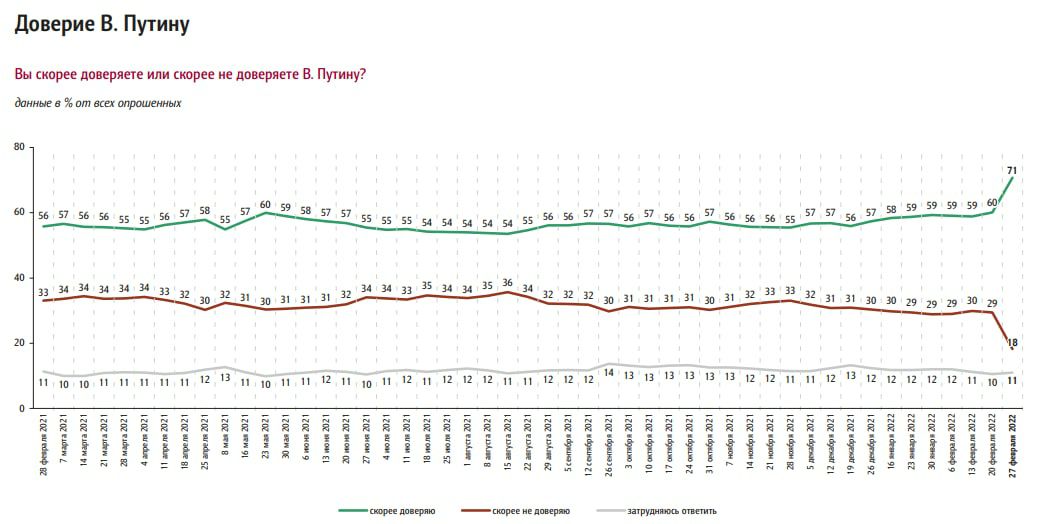 Доверие В. Путину
Вы скорее доверяете или скорее не доверяете В. Путину?
данные в % от всех опрошенных
80
60
40
20
0
56 57 56 56 55 55 56 57 58 55 57 60 59 58 57 57 55 55 55 54 54 54 54 54 55 56 56 57 57 56 57 56 56 57 56 56 56 55 57 57 56 57 58 59 59 59 59 60 71
33 34 34 34 34 34 33 32 30 32 31 30 31 31 31 32 34 34 33 35 34 34 35 36 34 32 32 32 30 31 31 31 31 30 31 32 33 33 32 31 31 30 30 29 29 29 30 29 18
11 10 10 11 11 11 11 11 12 13 11 10 11 11 12 11 10 11 12 11 12 12 12 11 11 12 12 12 14 13 13 13 13 13 13 12 12 11 11 12 13 12 12 12 12 12 11 10 11
28 февраля 2021
7 марта 2021
14 марта 2021
21 марта 2021
28 марта 2021
4 апреля 2021
11 апреля 2021
18 апреля 2021
25 апреля 2021
8 мая 2021
16 мая 2021
23 мая 2021
30 мая 2021
6 июня 2021
13 июня 2021
20 июня 2021
27 июня 2021
4 июля 2021
11 июля 2021
18 июля 2021
25 июля 2021
1 августа 2021
8 августа 2021
15 августа 2021
22 августа 2021
29 августа 2021
5 сентября 2021
12 сентября 2021
26 сентября 2021
3 октября 2021
10 октября 2021
17 октября 2021
24 октября 2021
31 октября 2021
7 ноября 2021
14 ноября 2021
21 ноября 2021
28 ноября 2021
5 декабря 2021
12 декабря 2021
19 декабря 2021
26 декабря 2021
16 января 2022
23 января 2022
30 января 2022
6 февраля 2022
13 февраля 2022
20 февраля 2022
27 февраля 2022
скорее доверяю скорее не доверяю затрудняюсь ответить